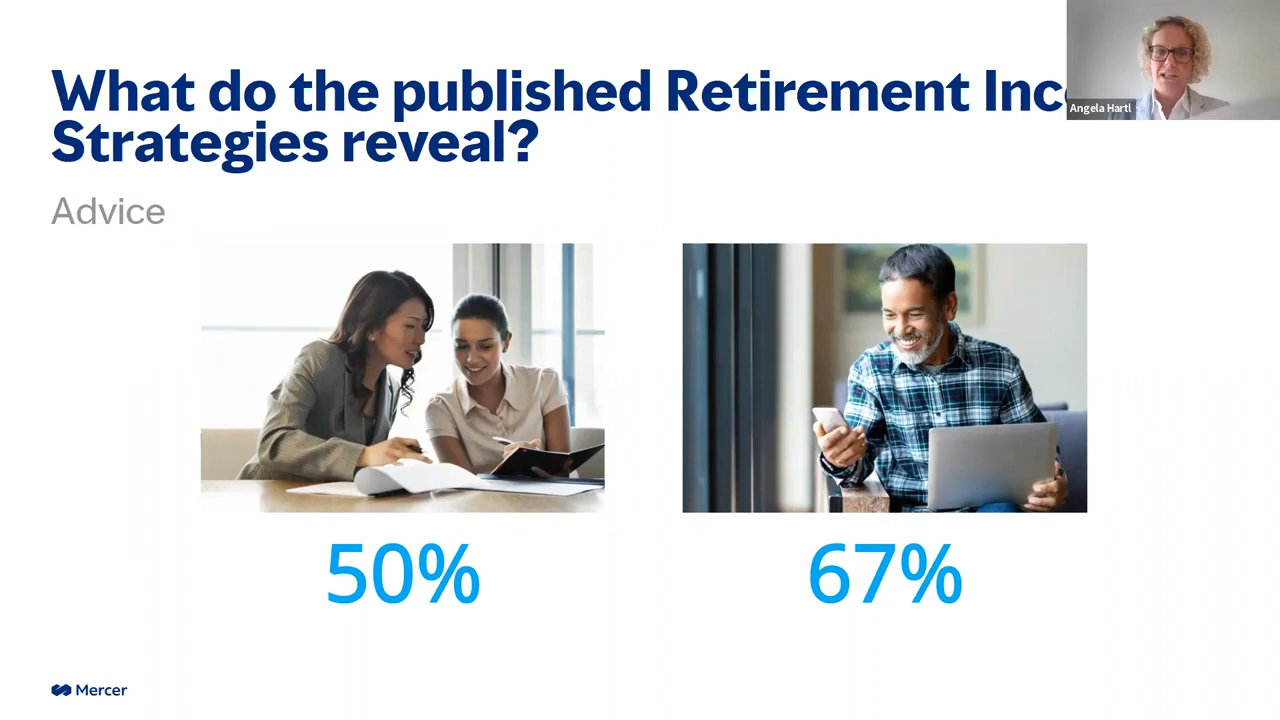 What do the published Retirement Inc
Strategies reveal?
Angela Hartl
Advice
50%
67%
Mercer